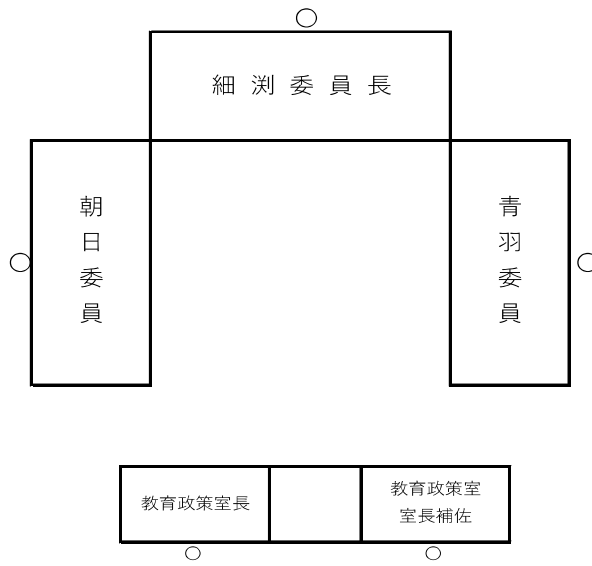 細渕委員長
朝日委員
青羽委員
教育政策室長
教育政策室
室長補佐